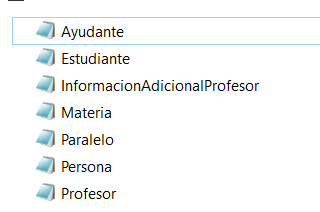 Ayudante
Estudiante
InformacionAdicionalProfesor
Materia
Paralelo
Persona
Profesor